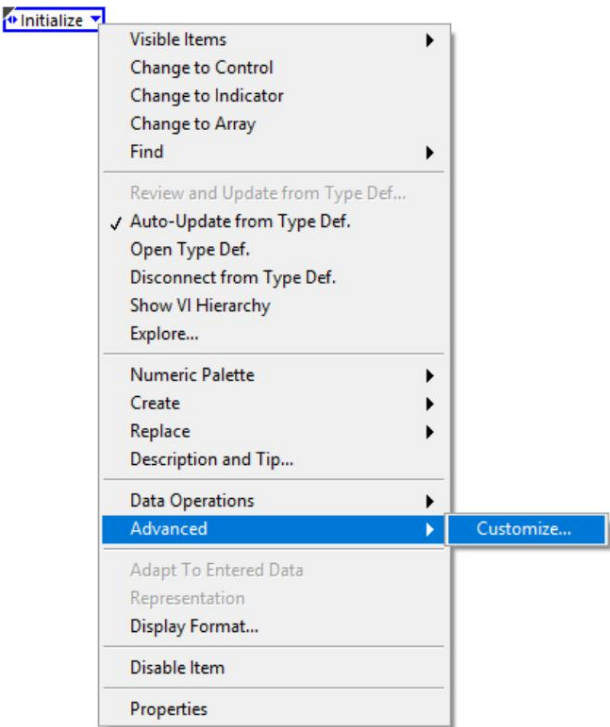 Initialize
Visible Items
Change to Control
Change to Indicator
Change to Array
Find
Review and Update from Type Def...
Auto-Update from Type Def.
Open Type Def.
Disconnect from Type Def.
Show VI Hierarchy
Explore...
Numeric Palette
Create
Replace
Description and Tip...
Data Operations
Advanced
Customize...
Adapt To Entered Data
Representation
Display Format...
Disable Item
Properties